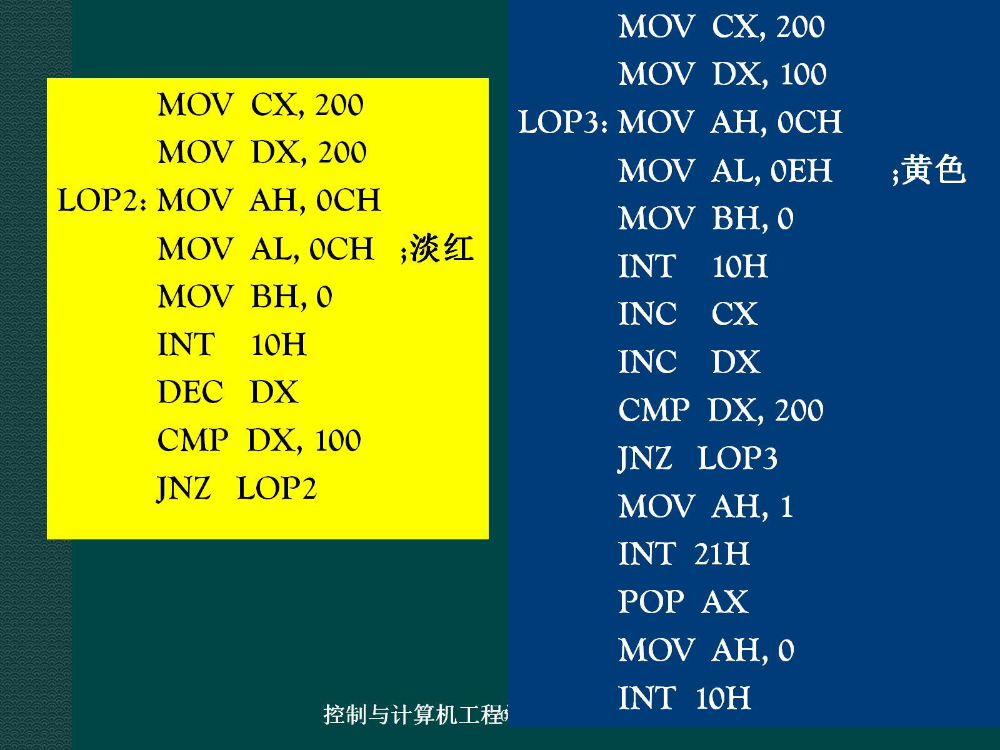 MOV CX, 200
MOV DX, 200
LOP2: MOV AH, 0CH
MOV AL, 0CH ;淡红
MOV BH, 0
INT 10H
DEC DX
CMP DX, 100
JNZ LOP2
MOV CX, 200
MOV DX, 100
LOP3: MOV AH, 0CH
MOV AL, 0EH ;黄色
MOV BH, 0
INT 10H
INC CX
INC DX
CMP DX, 200
JNZ LOP3
MOV AH, 1
INT 21H
POP AX
MOV AH, 0
INT 10H
控制与计算机工程